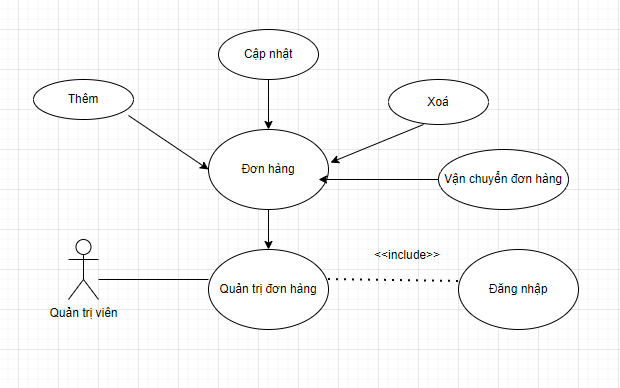 Cập nhật
Thêm
Xoá
Đơn hàng
Vận chuyển đơn hàng
<<include>>
Quản trị đơn hàng
Đăng nhập
Quản trị viên